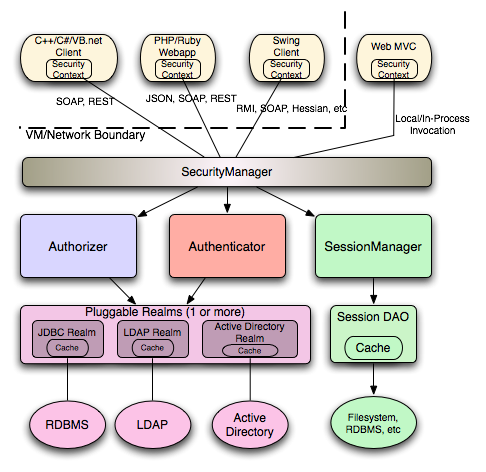 C++/C#/VB.net
Client
Security
Context
PHP/Ruby
Webapp
Security
Context
Swing
Client
Security
Context
Web MVC
Security
Context
SOAP, REST
JSON, SOAP, REST
RMI, SOAP, Hessian, etc
Local/In-Process
Invocation
VM/Network Boundary
SecurityManager
Authorizer
Authenticator
SessionManager
Pluggable Realms (1 or more)
JDBC Realm
Cache
LDAP Realm
Cache
Active Directory
Realm
Cache
Session DAO
Cache
RDBMS
LDAP
Active
Directory
Filesystem,
RDBMS, etc